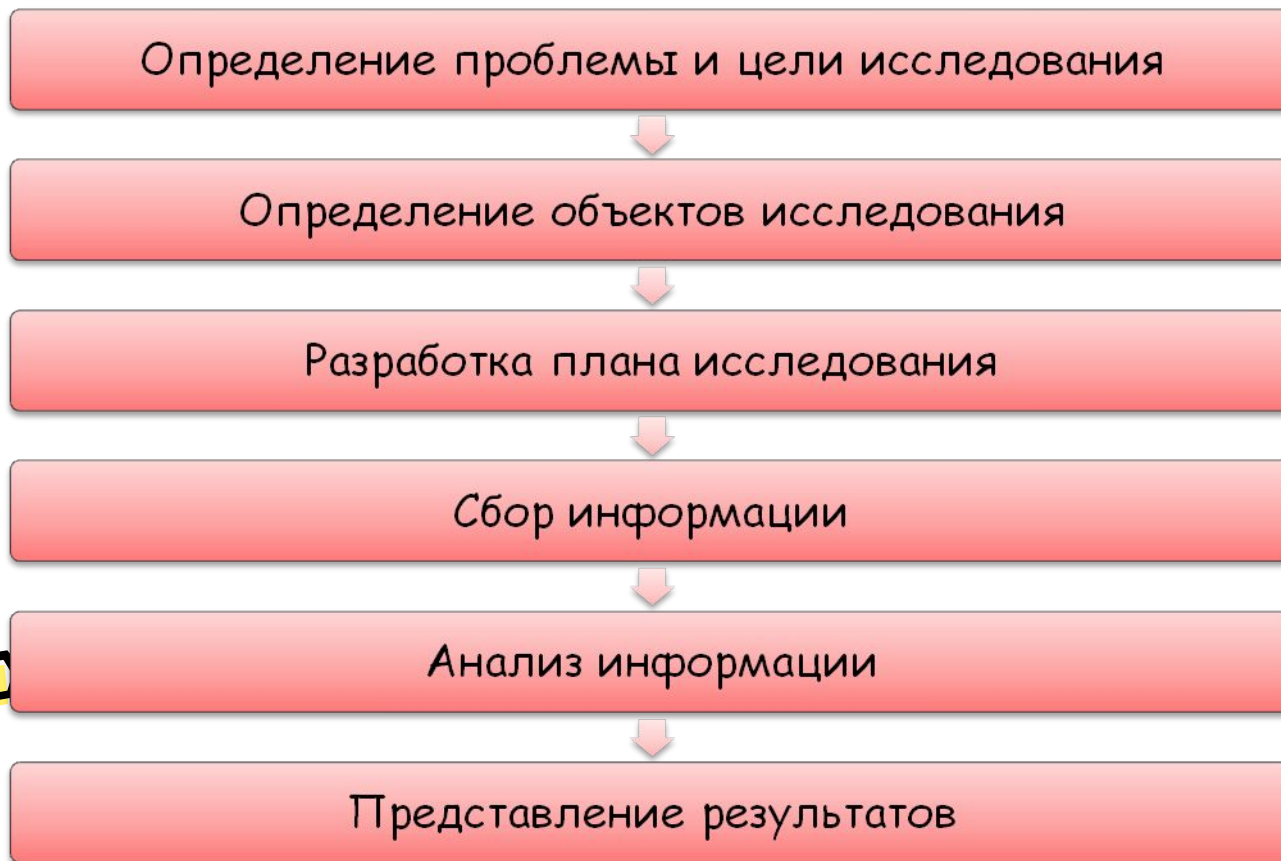 Определение проблемы и цели исследования
Определение объектов исследования
Разработка плана исследования
Сбор информации
Анализ информации
Представление результатов